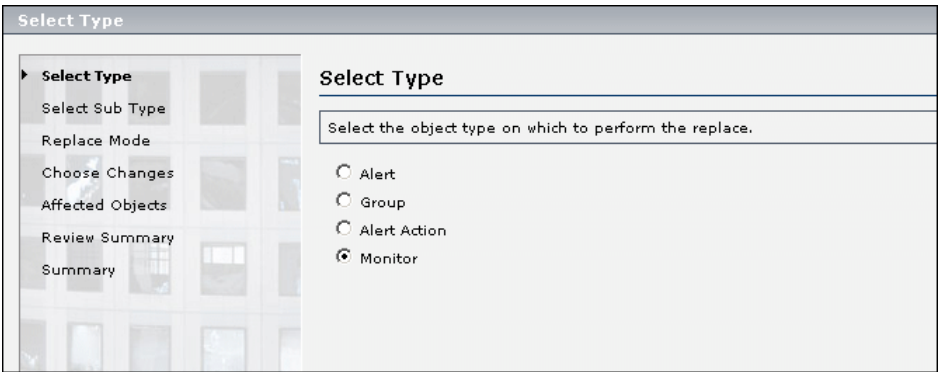 Select Type
Select Type
Select Sub Type
Replace Mode
Choose Changes
Affected Objects
Review Summary
Summary
Select Type
Select the object type on which to perform the replace.
Alert
Group
Alert Action
Monitor